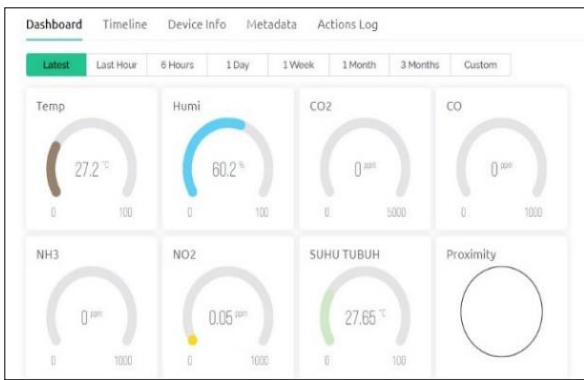 Dashboard Timeline Device Info Metadata Actions Log
Latest Last Hour 6 Hours 1 Day 1 Week 1 Month 3 Months Custom
Temp Humi CO2 CO
27.2 °C 60.2 % 0 ppm 0 ppm
0 100 0 100 0 5000 0 1000
NH3 NO2 SUHU TUBUH Proximity
0 ppm 0.05 ppm 27.65 °C
0 1000 0 1000 0 100